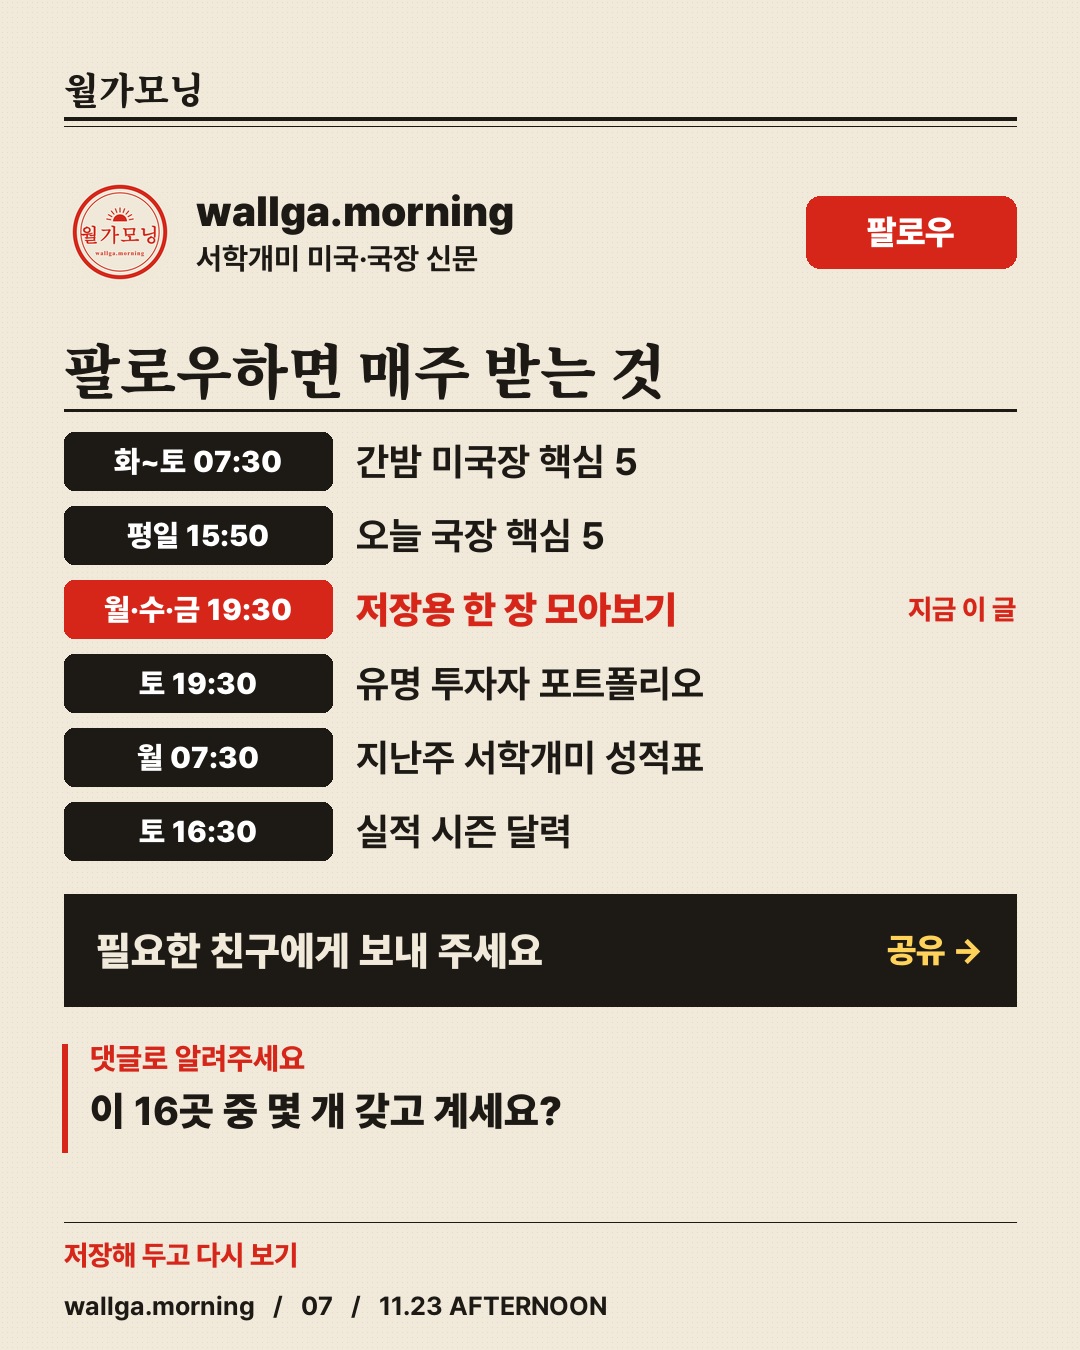 월가모닝
월가모닝
wallga.morning
wallga.morning
서학개미 미국·국장 신문
팔로우
팔로우하면 매주 받는 것
화~토 07:30 간밤 미국장 핵심 5
평일 15:50 오늘 국장 핵심 5
월·수·금 19:30 저장용 한 장 모아보기 지금 이 글
토 19:30 유명 투자자 포트폴리오
월 07:30 지난주 서학개미 성적표
토 16:30 실적 시즌 달력
필요한 친구에게 보내 주세요 공유 →
댓글로 알려주세요
이 16곳 중 몇 개 갖고 계세요?
저장해 두고 다시 보기
wallga.morning / 07 / 11.23 AFTERNOON